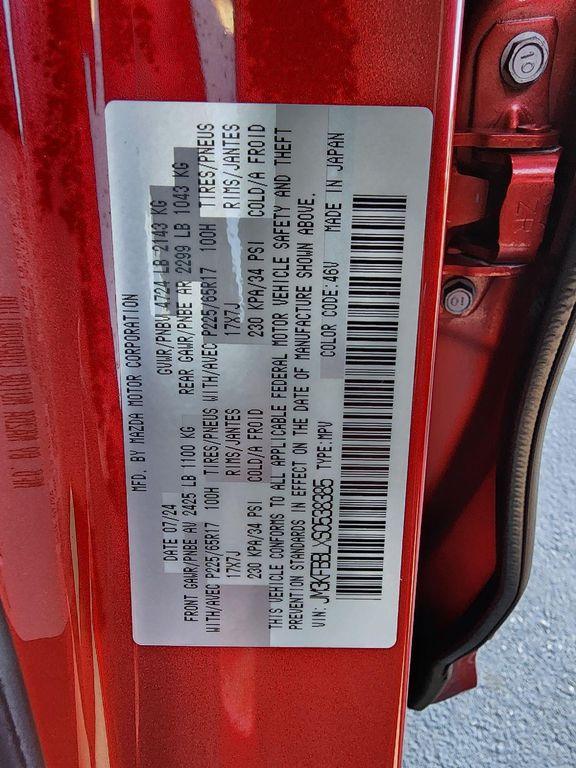 MFD. BY MAZDA MOTOR CORPORATION
DATE 07/24 GVWR/PNBV 4724 LB 2143 KG
FRONT GAWR/PNBE AV 2425 LB 1100 KG REAR GAWR/PNBE AR 2299 LB 1043 KG
WITH/AVEC P225/65R17 100H TIRES/PNEUS WITH/AVEC P225/65R17 100H TIRES/PNEUS
17X7J RIMS/JANTES 17X7J RIMS/JANTES
230 KPA/34 PSI COLD/A FROID 230 KPA/34 PSI COLD/A FROID
THIS VEHICLE CONFORMS TO ALL APPLICABLE FEDERAL MOTOR VEHICLE SAFETY AND THEFT
PREVENTION STANDARDS IN EFFECT ON THE DATE OF MANUFACTURE SHOWN ABOVE.
VIN: JM3KFBBLXS0538385 TYPE:MPV COLOR CODE:46V MADE IN JAPAN
10
ZR